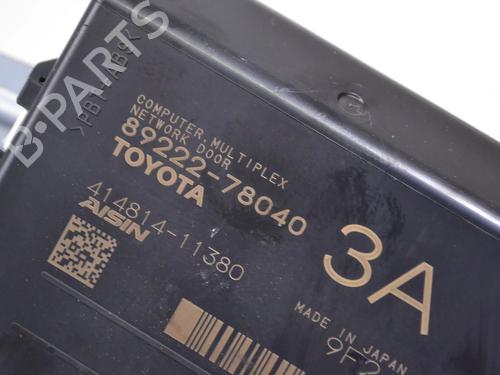 COMPUTER, MULTIPLEX
NETWORK DOOR
89222-78040
TOYOTA
414814-11380
AISIN
3A
MADE IN JAPAN
B-PARTS